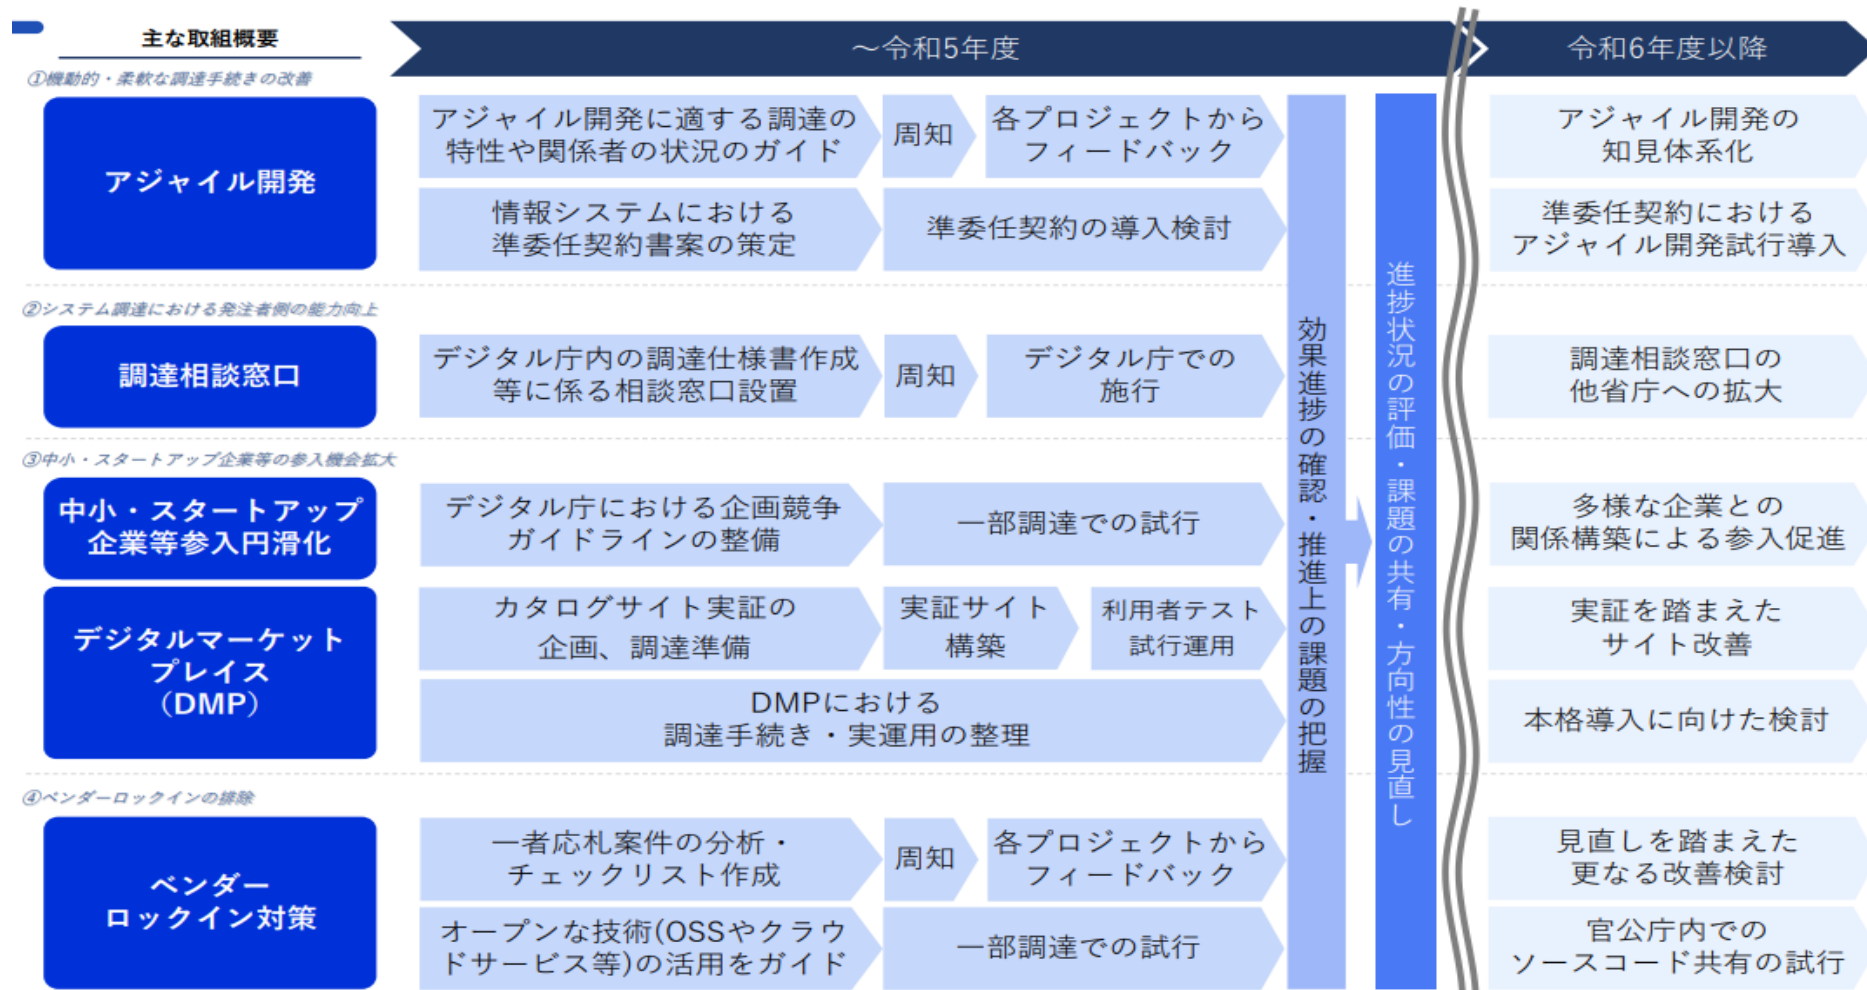 主な取組概要
～令和5年度
令和6年度以降
①機動的・柔軟な調達手続きの改善
アジャイル開発
アジャイル開発に適する調達の
特性や関係者の状況のガイド
周知
各プロジェクトから
フィードバック
アジャイル開発の
知見体系化
情報システムにおける
準委任契約書案の策定
準委任契約の導入検討
準委任契約における
アジャイル開発試行導入
②システム調達における発注者側の能力向上
調達相談窓口
デジタル庁内の調達仕様書作成
等に係る相談窓口設置
周知
デジタル庁での
施行
調達相談窓口の
他省庁への拡大
③中小・スタートアップ企業等の参入機会拡大
中小・スタートアップ
企業等参入円滑化
デジタル庁における企画競争
ガイドラインの整備
一部調達での試行
多様な企業との
関係構築による参入促進
デジタルマーケット
プレイス
（DMP）
カタログサイト実証の
企画、調達準備
実証サイト
構築
利用者テスト
試行運用
実証を踏まえた
サイト改善
DMPにおける
調達手続き・実運用の整理
本格導入に向けた検討
④ベンダーロックインの排除
ベンダー
ロックイン対策
一者応札案件の分析・
チェックリスト作成
周知
各プロジェクトから
フィードバック
見直しを踏まえた
更なる改善検討
オープンな技術(OSSやクラウ
ドサービス等)の活用をガイド
一部調達での試行
官公庁内での
ソースコード共有の試行
効果進捗の確認・推進上の課題の把握
進捗状況の評価・課題の共有・方向性の見直し